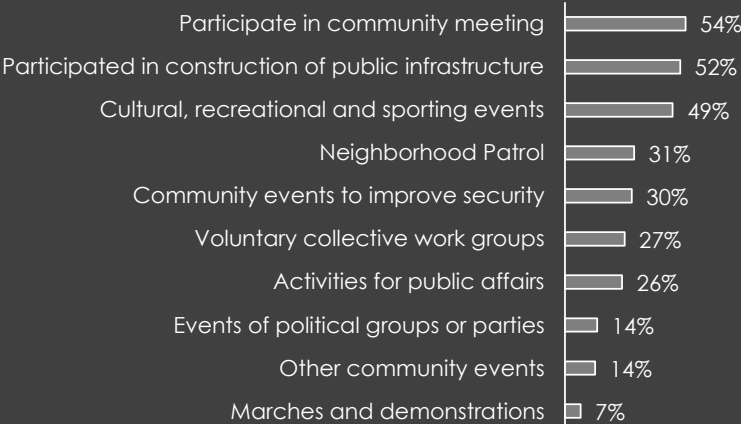 Participate in community meeting 54%
Participated in construction of public infrastructure 52%
Cultural, recreational and sporting events 49%
Neighborhood Patrol 31%
Community events to improve security 30%
Voluntary collective work groups 27%
Activities for public affairs 26%
Events of political groups or parties 14%
Other community events 14%
Marches and demonstrations 7%